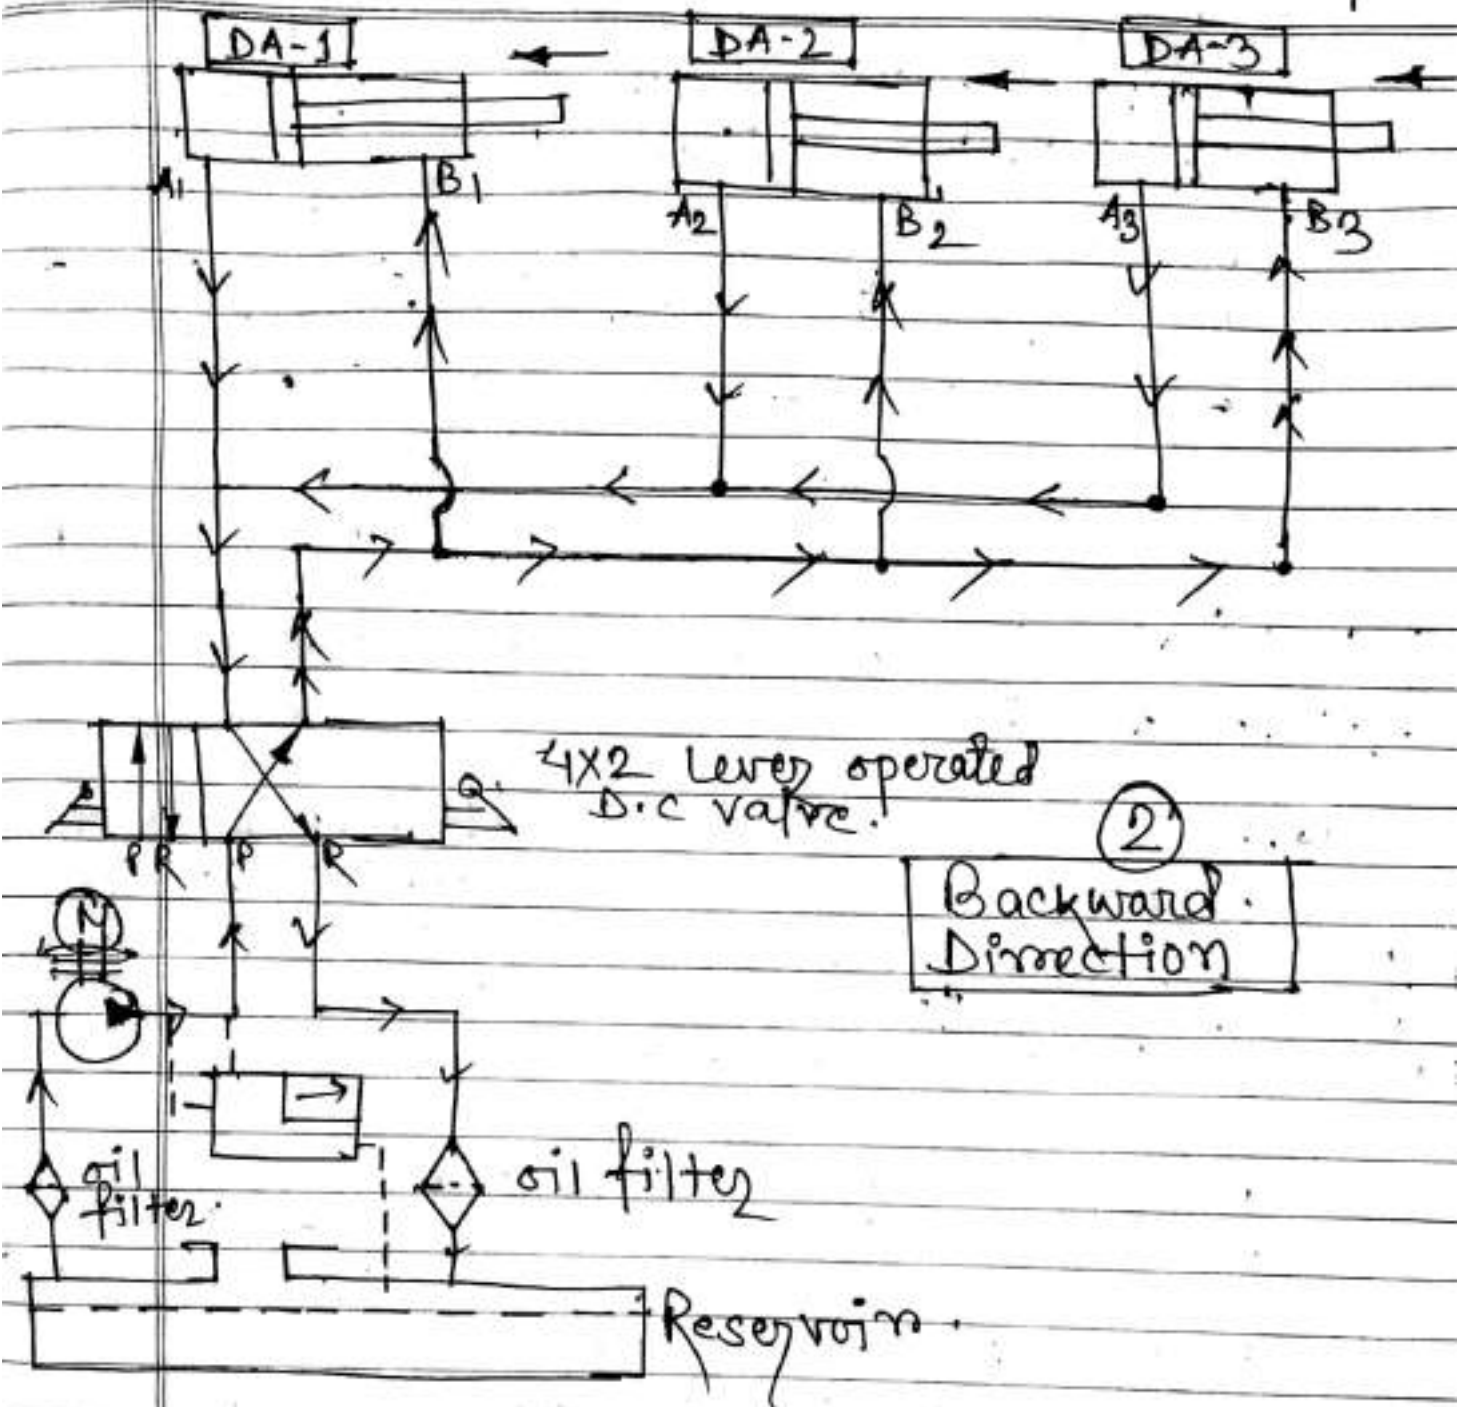 DA-1
DA-2
DA-3
A1
B1
A2
B2
A3
B3
4X2 Lever operated
D.C valve.
P R P R
2
Backward
Dirrection
oil
filter.
oil filter
Reservoir.